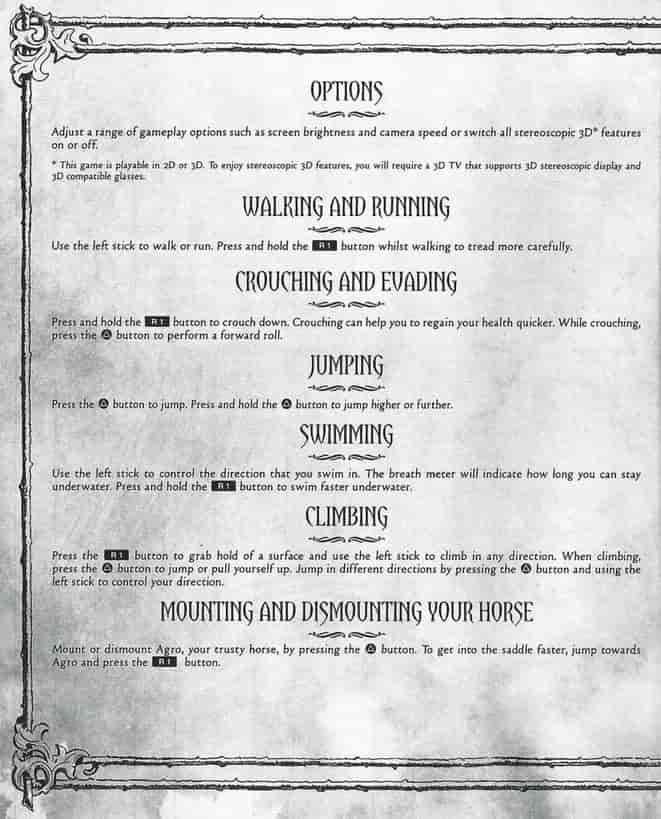 OPTIONS
Adjust a range of gameplay options such as screen brightness and camera speed or switch all stereoscopic 3D* features
on or off.
* This game is playable in 2D or 3D. To enjoy stereoscopic 3D features, you will require a 3D TV that supports 3D stereoscopic display and
3D compatible glasses.
WALKING AND RUNNING
Use the left stick to walk or run. Press and hold the R1 button whilst walking to tread more carefully.
CROUCHING AND EVADING
Press and hold the R1 button to crouch down. Crouching can help you to regain your health quicker. While crouching,
press the △ button to perform a forward roll.
JUMPING
Press the △ button to jump. Press and hold the △ button to jump higher or further.
SWIMMING
Use the left stick to control the direction that you swim in. The breath meter will indicate how long you can stay
underwater. Press and hold the R1 button to swim faster underwater.
CLIMBING
Press the R1 button to grab hold of a surface and use the left stick to climb in any direction. When climbing,
press the △ button to jump or pull yourself up. Jump in different directions by pressing the △ button and using the
left stick to control your direction.
MOUNTING AND DISMOUNTING YOUR HORSE
Mount or dismount Agro, your trusty horse, by pressing the △ button. To get into the saddle faster, jump towards
Agro and press the R1 button.